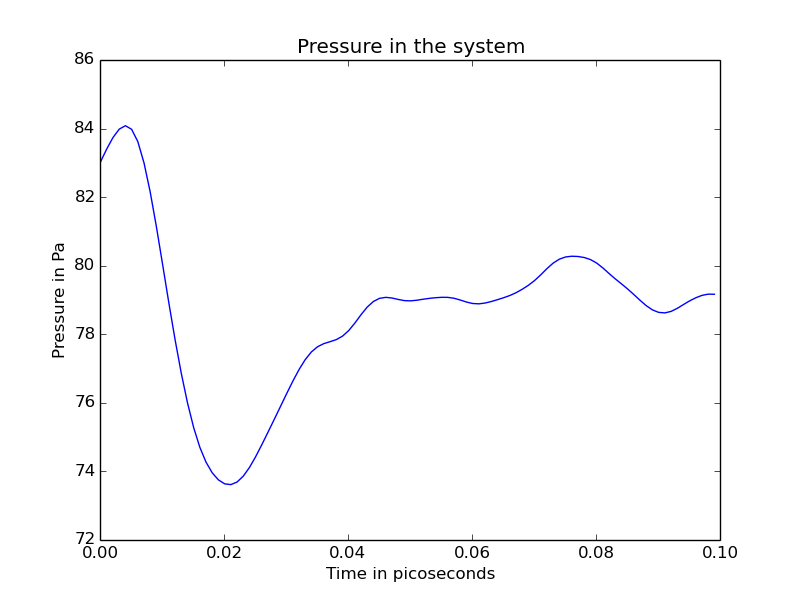 Pressure in the system
86
84
82
80
78
76
74
72
Pressure in Pa
0.00 0.02 0.04 0.06 0.08 0.10
Time in picoseconds